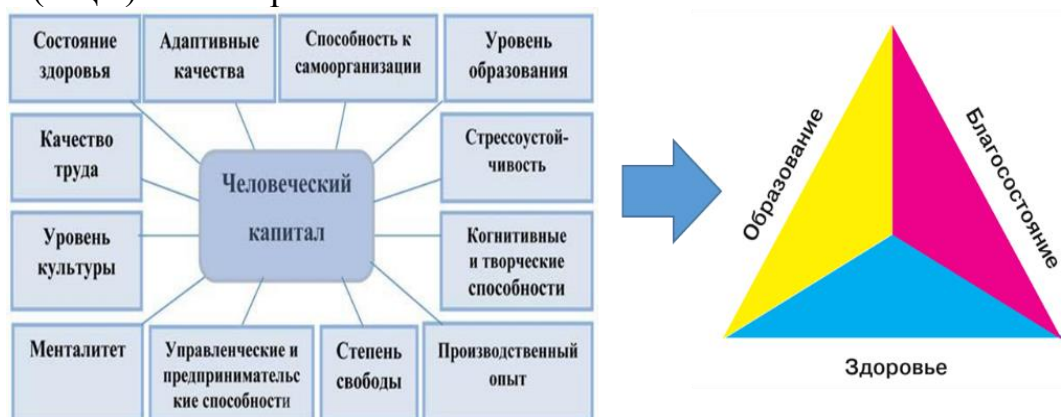 Состояние
здоровья
Адаптивные
качества
Способность к
самоорганизации
Уровень
образования
Качество
труда
Человеческий
капитал
Стрессоустой-
чивость
Уровень
культуры
Когнитивные
и творческие
способности
Менталитет
Управленческие и
предпринимательс
кие способности
Степень
свободы
Производственный
опыт
Образование
Благосостояние
Здоровье